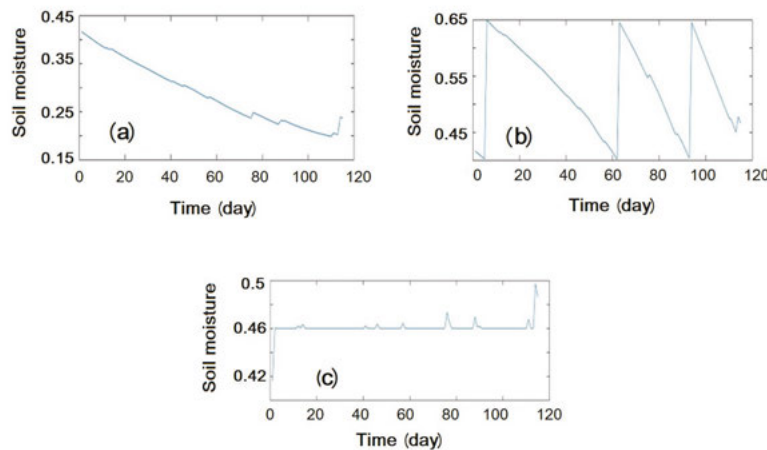 0.45
0.35
0.25
0.15
Soil moisture
(a)
0 20 40 60 80 100 120
Time (day)
0.65
0.55
0.45
Soil moisture
(b)
0 20 40 60 80 100 120
Time (day)
0.5
0.46
0.42
Soil moisture
(c)
0 20 40 60 80 100 120
Time (day)